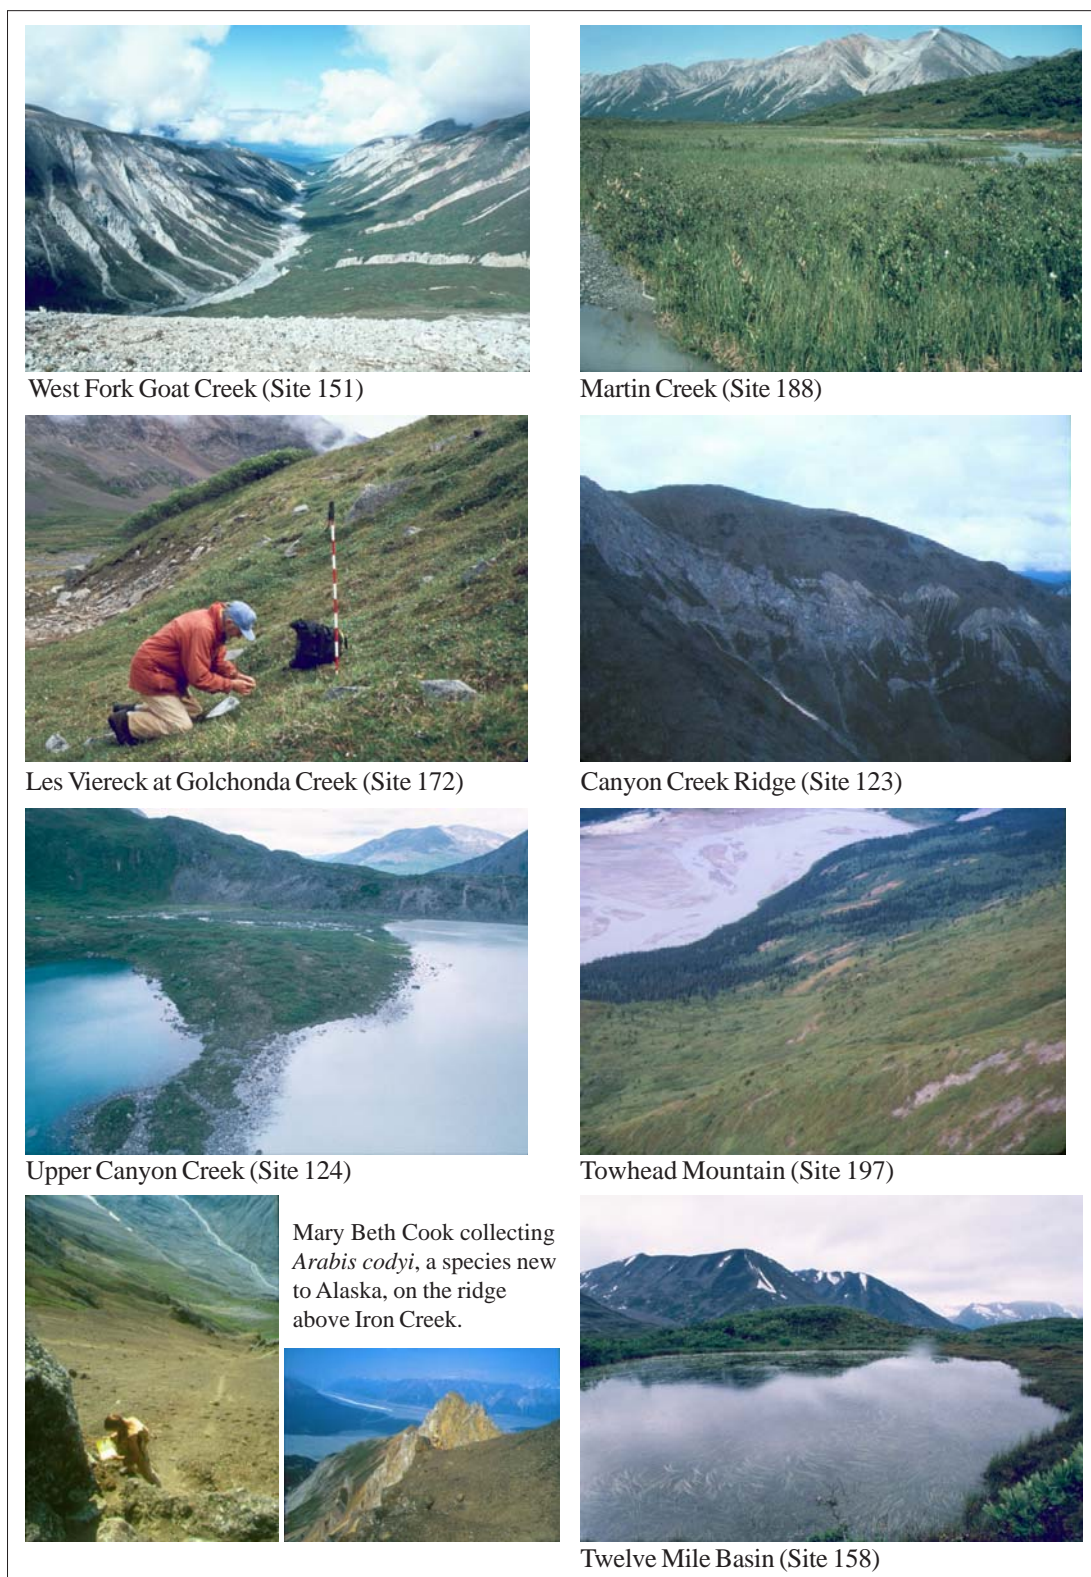 West Fork Goat Creek (Site 151)
Martin Creek (Site 188)
Les Viereck at Golchonda Creek (Site 172)
Canyon Creek Ridge (Site 123)
Upper Canyon Creek (Site 124)
Towhead Mountain (Site 197)
Mary Beth Cook collecting
Arabis codyi, a species new
to Alaska, on the ridge
above Iron Creek.
Twelve Mile Basin (Site 158)